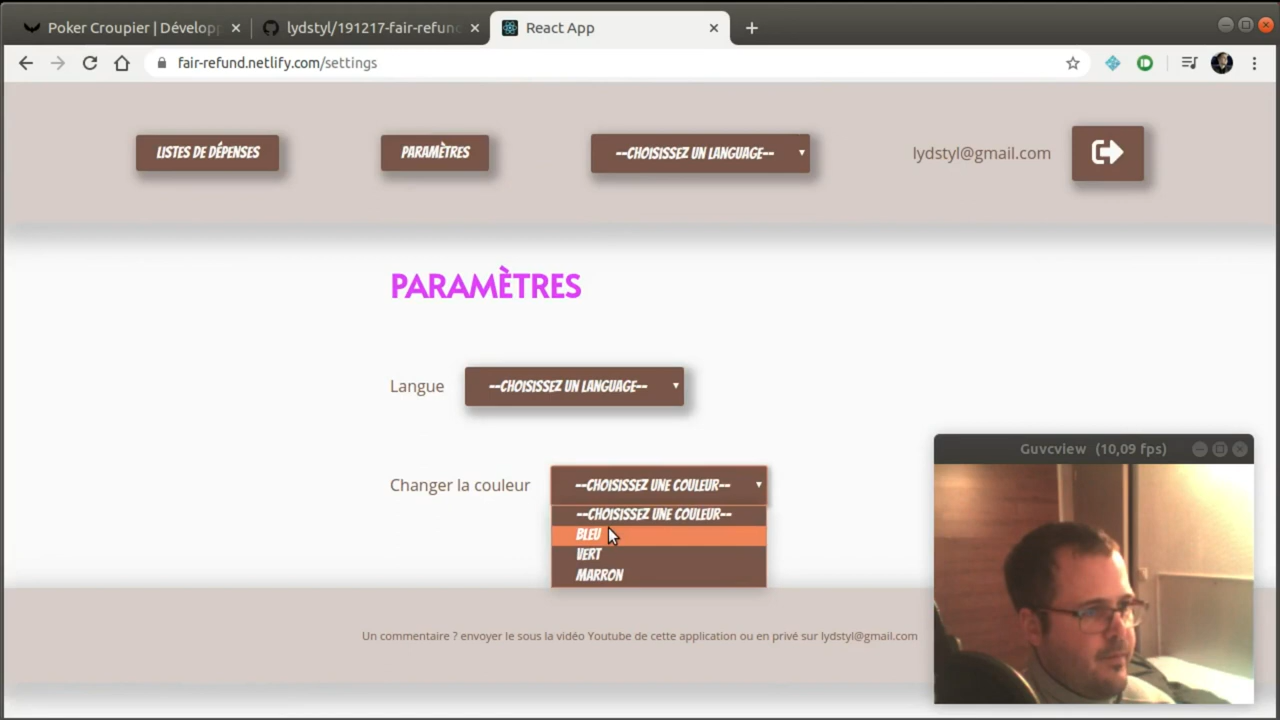 Poker Croupier | Dévelop
lydstyl/191217-fair-refun
React App
fair-refund.netlify.com/settings
LISTES DE DÉPENSES
PARAMÈTRES
--CHOISISSEZ UN LANGUAGE--
lydstyl@gmail.com
PARAMÈTRES
Langue
--CHOISISSEZ UN LANGUAGE--
Changer la couleur
--CHOISISSEZ UNE COULEUR--
--CHOISISSEZ UNE COULEUR--
BLEU
VERT
MARRON
Guvcview (10,09 fps)
Un commentaire ? envoyer le sous la vidéo Youtube de cette application ou en privé sur lydstyl@gmail.com